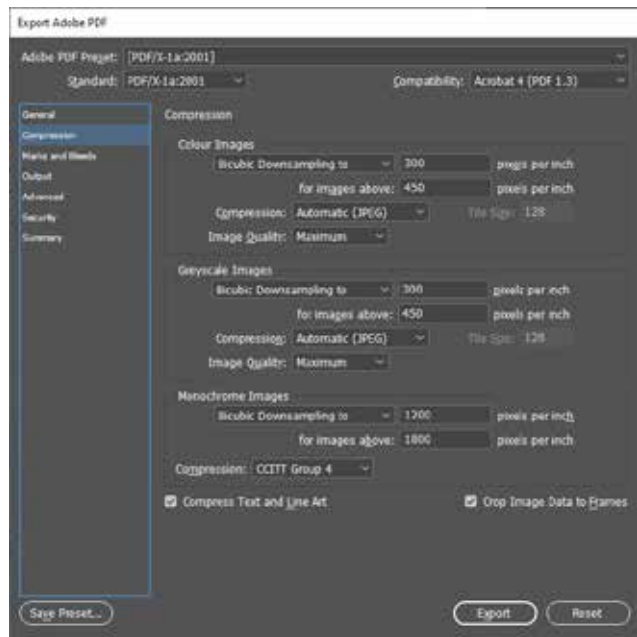 Export Adobe PDF
Adobe PDF Preset: [PDF/X-1a:2001]
Standard: PDF/X-1a:2001 Compatibility: Acrobat 4 (PDF 1.3)
General
Compression
Marks and Bleeds
Output
Advanced
Security
Summary
Compression
Colour Images
Bicubic Downsampling to 300 pixels per inch
for images above: 450 pixels per inch
Compression: Automatic (JPEG) Tile Size: 128
Image Quality: Maximum
Greyscale Images
Bicubic Downsampling to 300 pixels per inch
for images above: 450 pixels per inch
Compression: Automatic (JPEG) Tile Size: 128
Image Quality: Maximum
Monochrome Images
Bicubic Downsampling to 1200 pixels per inch
for images above: 1800 pixels per inch
Compression: CCITT Group 4
Compress Text and Line Art Crop Image Data to Frames
Save Preset... Export Reset